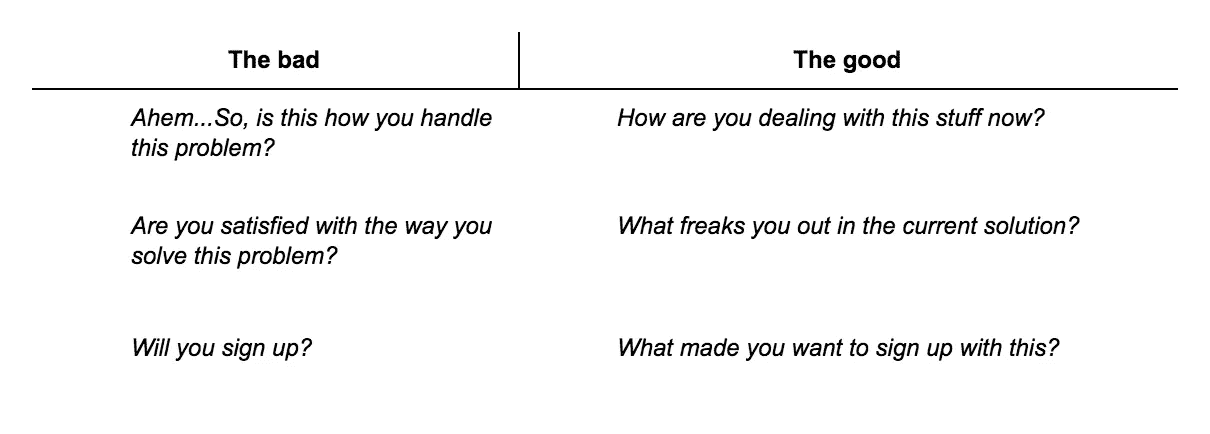 The bad
The good
Ahem...So, is this how you handle
this problem?
How are you dealing with this stuff now?
Are you satisfied with the way you
solve this problem?
What freaks you out in the current solution?
Will you sign up?
What made you want to sign up with this?